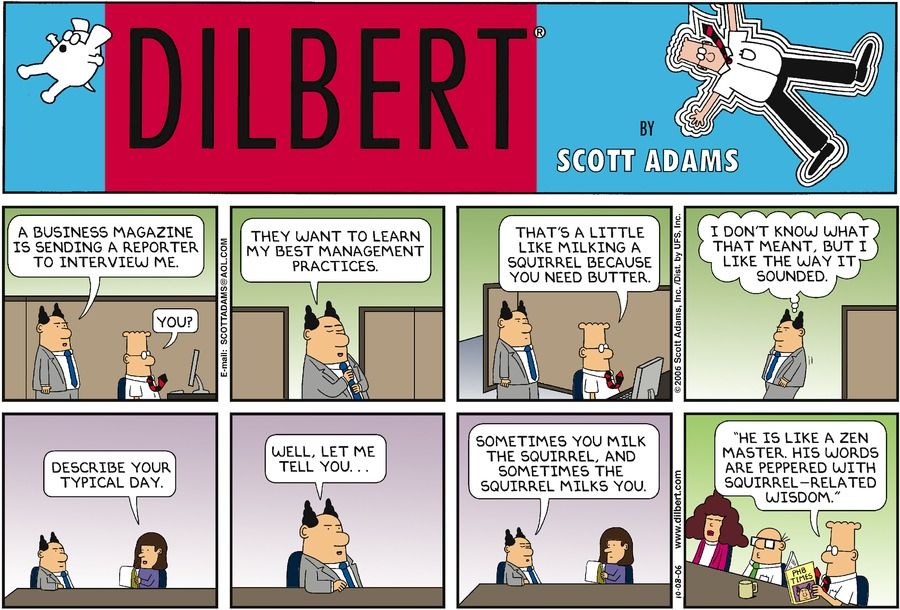 DILBERT®
BY
SCOTT ADAMS
A BUSINESS MAGAZINE
IS SENDING A REPORTER
TO INTERVIEW ME.
YOU?
E-mail: SCOTTADAMS@AOL.COM
THEY WANT TO LEARN
MY BEST MANAGEMENT
PRACTICES.
THAT'S A LITTLE
LIKE MILKING A
SQUIRREL BECAUSE
YOU NEED BUTTER.
© 2006 Scott Adams, Inc./Dist. by UFS, Inc.
I DON'T KNOW WHAT
THAT MEANT, BUT I
LIKE THE WAY IT
SOUNDED.
DESCRIBE YOUR
TYPICAL DAY.
WELL, LET ME
TELL YOU...
SOMETIMES YOU MILK
THE SQUIRREL, AND
SOMETIMES THE
SQUIRREL MILKS YOU.
10-08-06 www.dilbert.com
"HE IS LIKE A ZEN
MASTER. HIS WORDS
ARE PEPPERED WITH
SQUIRREL-RELATED
WISDOM."
PHB
TIMES